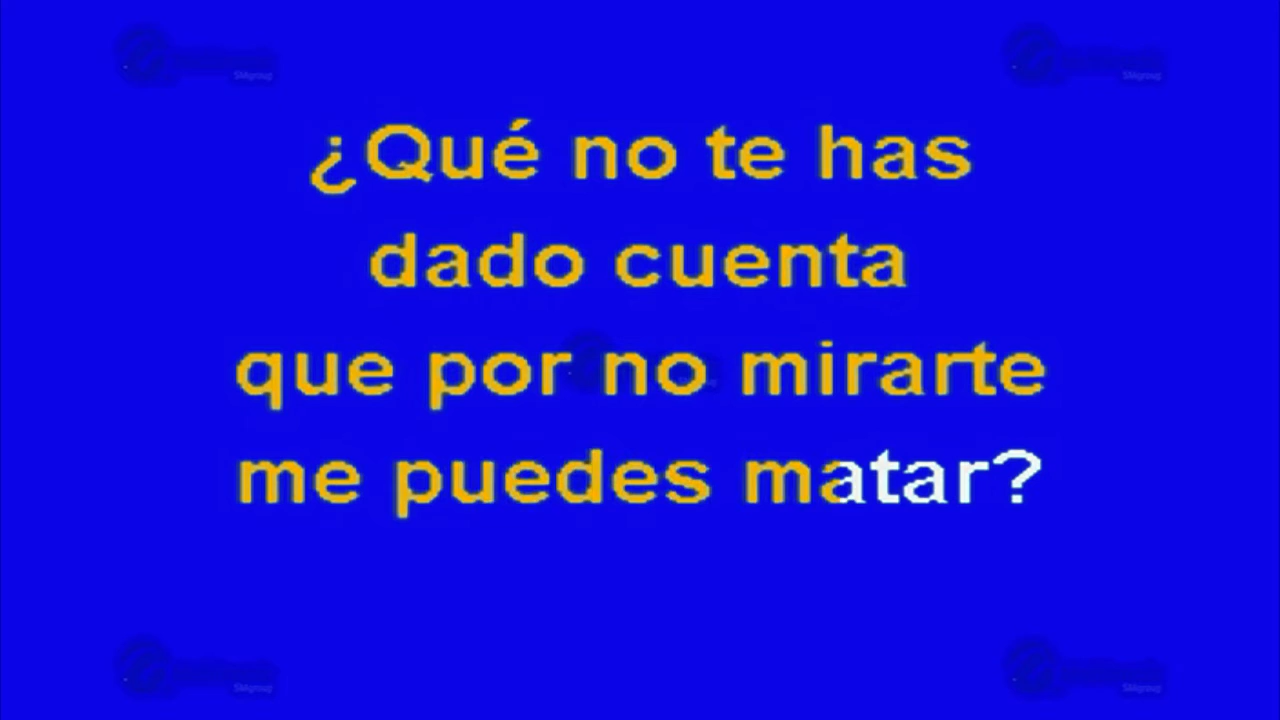 ¿Qué no te has
dado cuenta
que por no mirarte
me puedes matar?